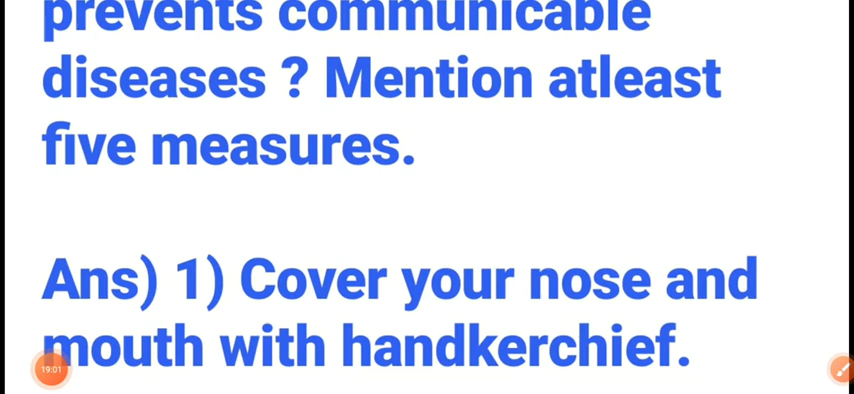 prevents communicable
diseases ? Mention atleast
five measures.
Ans) 1) Cover your nose and
mouth with handkerchief.
19:01